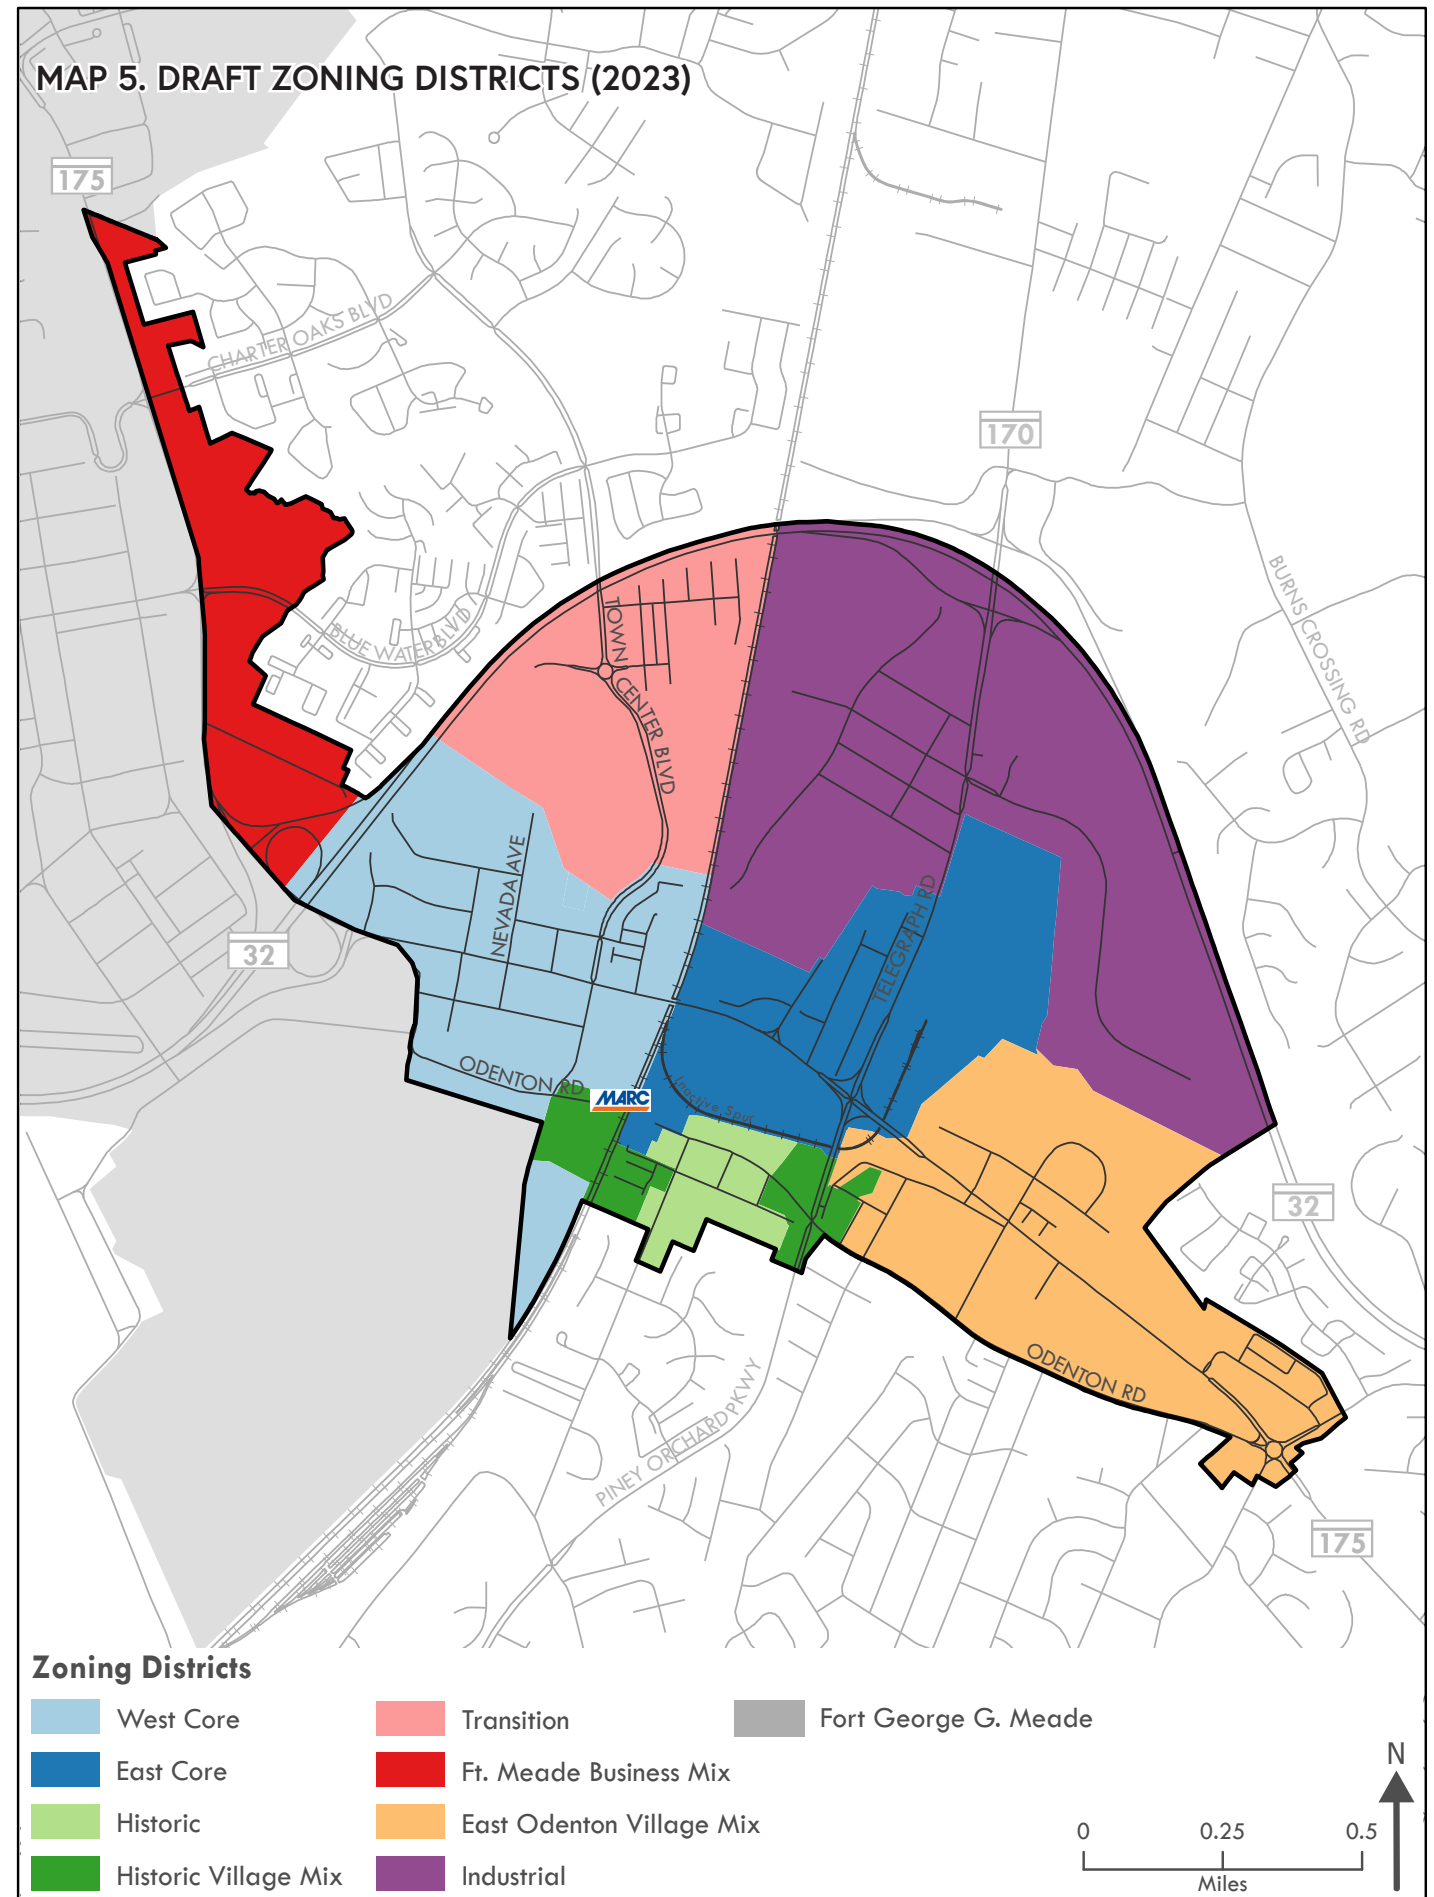 MAP 5. DRAFT ZONING DISTRICTS (2023)
175
CHARTER OAKS BLVD
170
BURNS CROSSING RD
BLUE WATER BLVD
TOWN CENTER BLVD
NEVADA AVE
TELEGRAPH RD
32
ODENTON RD
MARC
Inactive Spur
32
ODENTON RD
PINEY ORCHARD PKWY
175
Zoning Districts
West Core
Transition
Fort George G. Meade
East Core
Ft. Meade Business Mix
Historic
East Odenton Village Mix
Historic Village Mix
Industrial
N
0 0.25 0.5
Miles